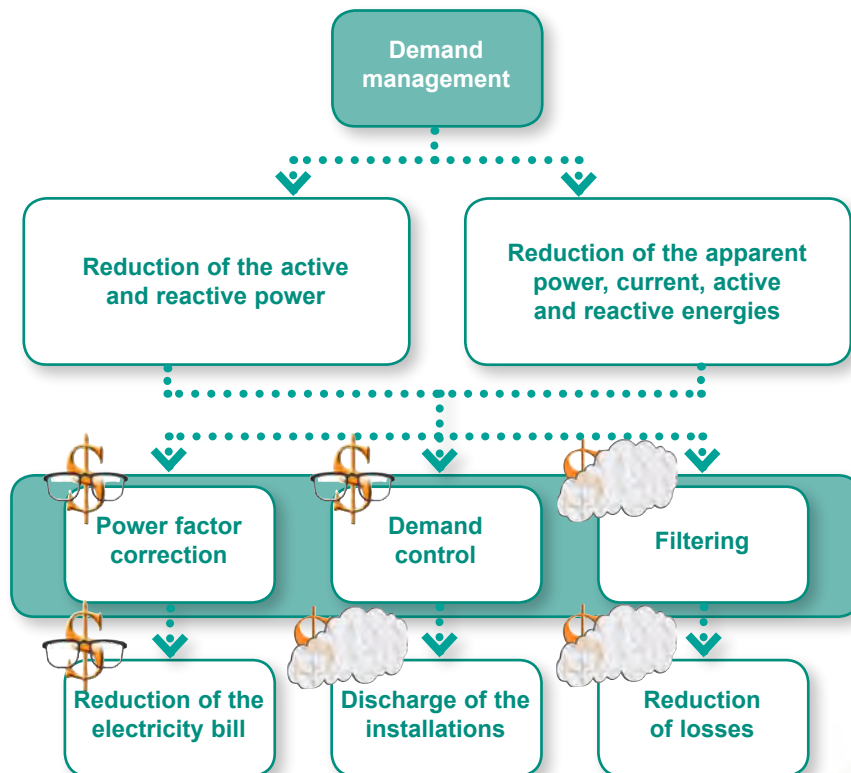 Demand
management
Reduction of the active
and reactive power
Reduction of the apparent
power, current, active
and reactive energies
$
$
$
Power factor
correction
Demand
control
Filtering
$
$
$
Reduction of the
electricity bill
Discharge of the
installations
Reduction
of losses